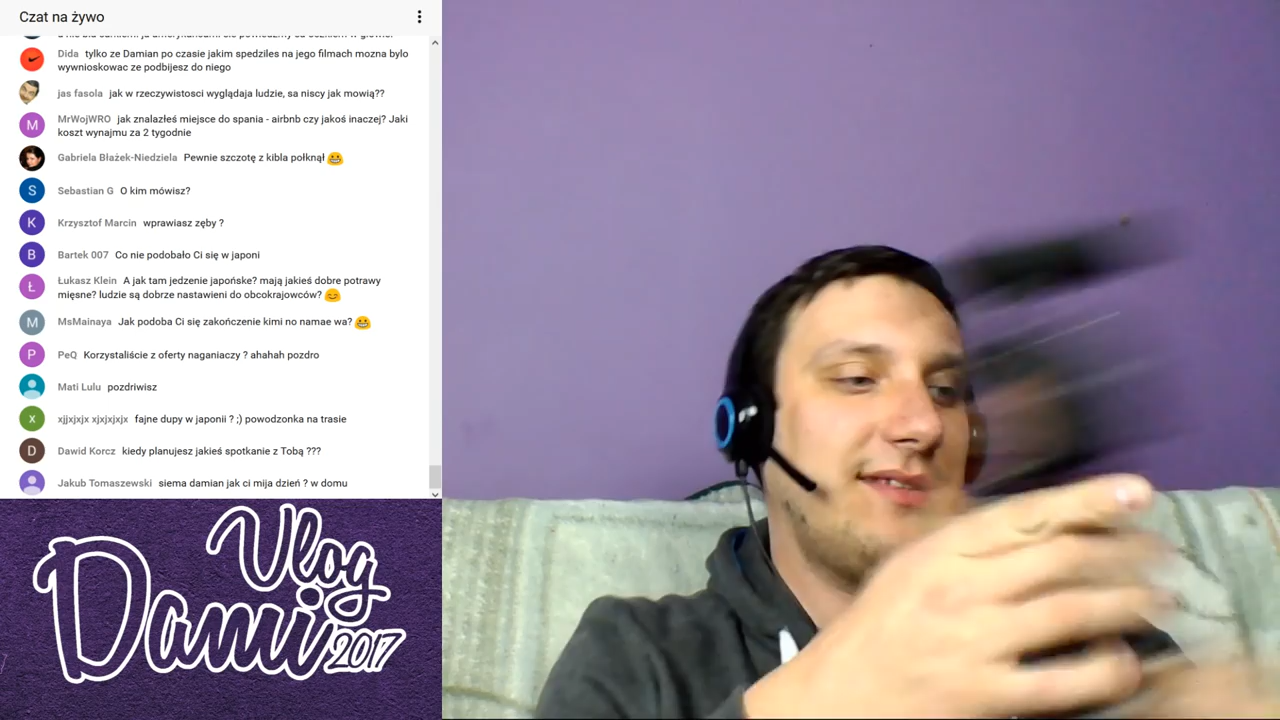 Czat na żywo
Dida tylko ze Damian po czasie jakim spedziles na jego filmach mozna bylo
wywnioskowac ze podbijesz do niego
jas fasola jak w rzeczywistosci wyglądaja ludzie, sa niscy jak mowią??
M MrWojWRO jak znalazłeś miejsce do spania - airbnb czy jakoś inaczej? Jaki
koszt wynajmu za 2 tygodnie
Gabriela Błażek-Niedziela Pewnie szczotę z kibla połknął
S Sebastian G O kim mówisz?
K Krzysztof Marcin wprawiasz zęby ?
B Bartek 007 Co nie podobało Ci się w japoni
Ł Łukasz Klein A jak tam jedzenie japońske? mają jakieś dobre potrawy
mięsne? ludzie są dobrze nastawieni do obcokrajowców?
M MsMainaya Jak podoba Ci się zakończenie kimi no namae wa?
P PeQ Korzystaliście z oferty naganiaczy ? ahahah pozdro
Mati Lulu pozdriwisz
x xjjxjxjx xjxjxjxjx fajne dupy w japonii ? ;) powodzonka na trasie
D Dawid Korcz kiedy planujesz jakieś spotkanie z Tobą ???
Jakub Tomaszewski siema damian jak ci mija dzień ? w domu
Vlog
Dami
2017